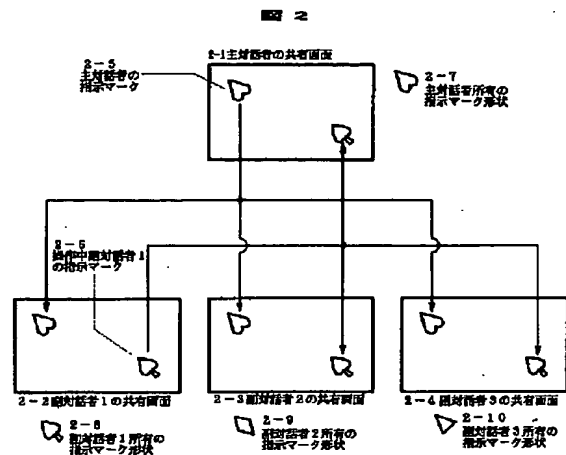 図 2
2-1主対話者の共有画面
2-5
主対話者の
指示マーク
2-7
主対話者所有の
指示マーク形状
2-6
操作中副対話者1
の指示マーク
2-2副対話者1の共有画面
2-3副対話者2の共有画面
2-4副対話者3の共有画面
2-8
副対話者1所有の
指示マーク形状
2-9
副対話者2所有の
指示マーク形状
2-10
副対話者3所有の
指示マーク形状